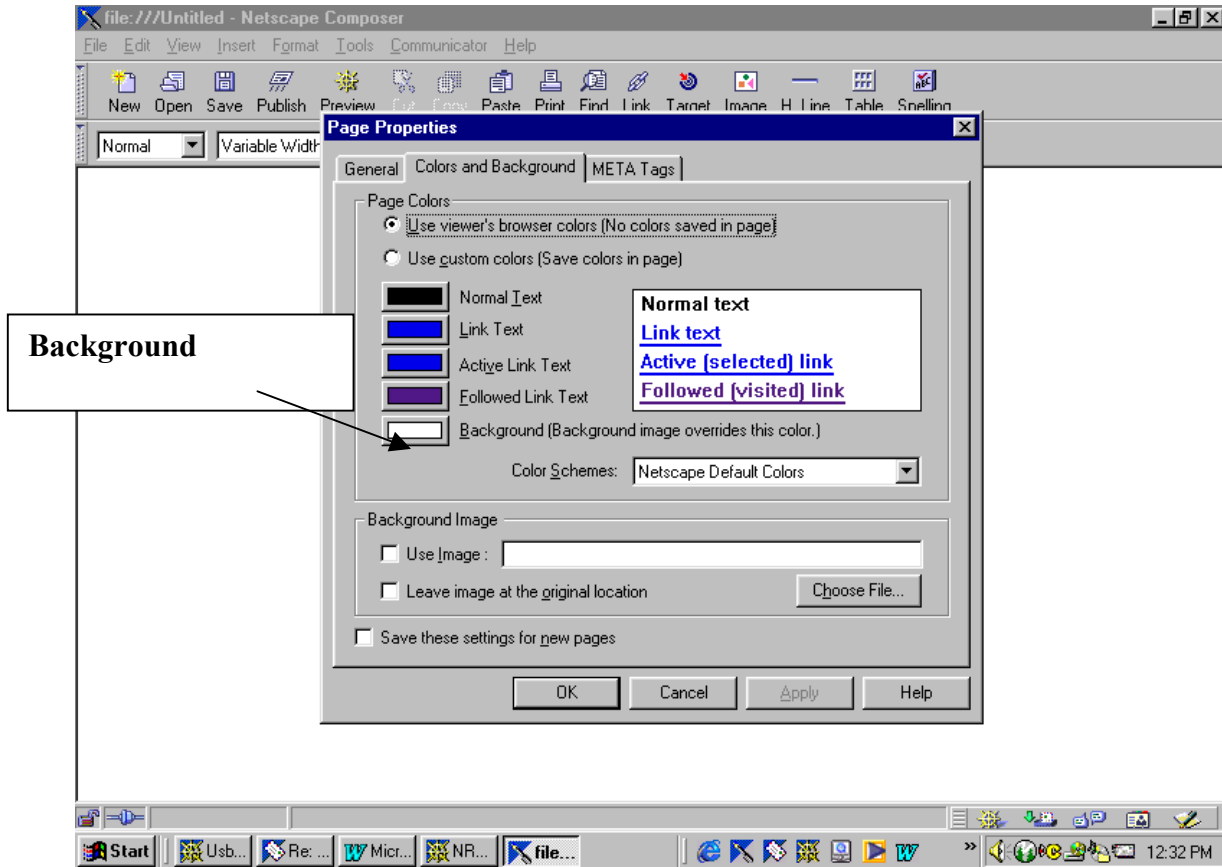 file:///Untitled - Netscape Composer
File Edit View Insert Format Tools Communicator Help
New Open Save Publish Preview Cut Copy Paste Print Find Link Target Image H. Line Table Spelling
Normal Variable Width
Page Properties
General Colors and Background META Tags
Page Colors
Use viewer's browser colors (No colors saved in page)
Use custom colors (Save colors in page)
Normal Text
Link Text
Active Link Text
Followed Link Text
Normal text
Link text
Active (selected) link
Followed (visited) link
Background
Background (Background image overrides this color.)
Color Schemes: Netscape Default Colors
Background Image
Use Image :
Leave image at the original location Choose File...
Save these settings for new pages
OK Cancel Apply Help
Start Usb... Re: ... Micr... NR... file... » 12:32 PM